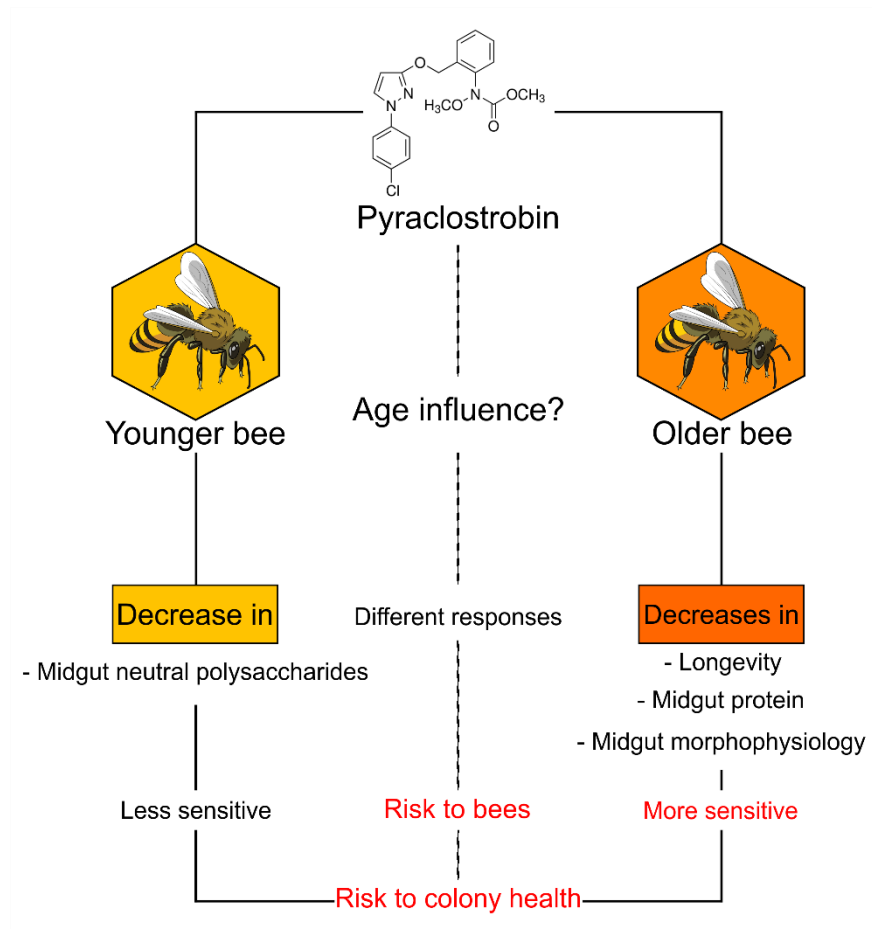 O
N
N
H₃CO
N
OCH₃
O
Cl
Pyraclostrobin
Age influence?
Younger bee
Older bee
Decrease in
Different responses
Decreases in
- Midgut neutral polysaccharides
- Longevity
- Midgut protein
- Midgut morphophysiology
Less sensitive
Risk to bees
More sensitive
Risk to colony health